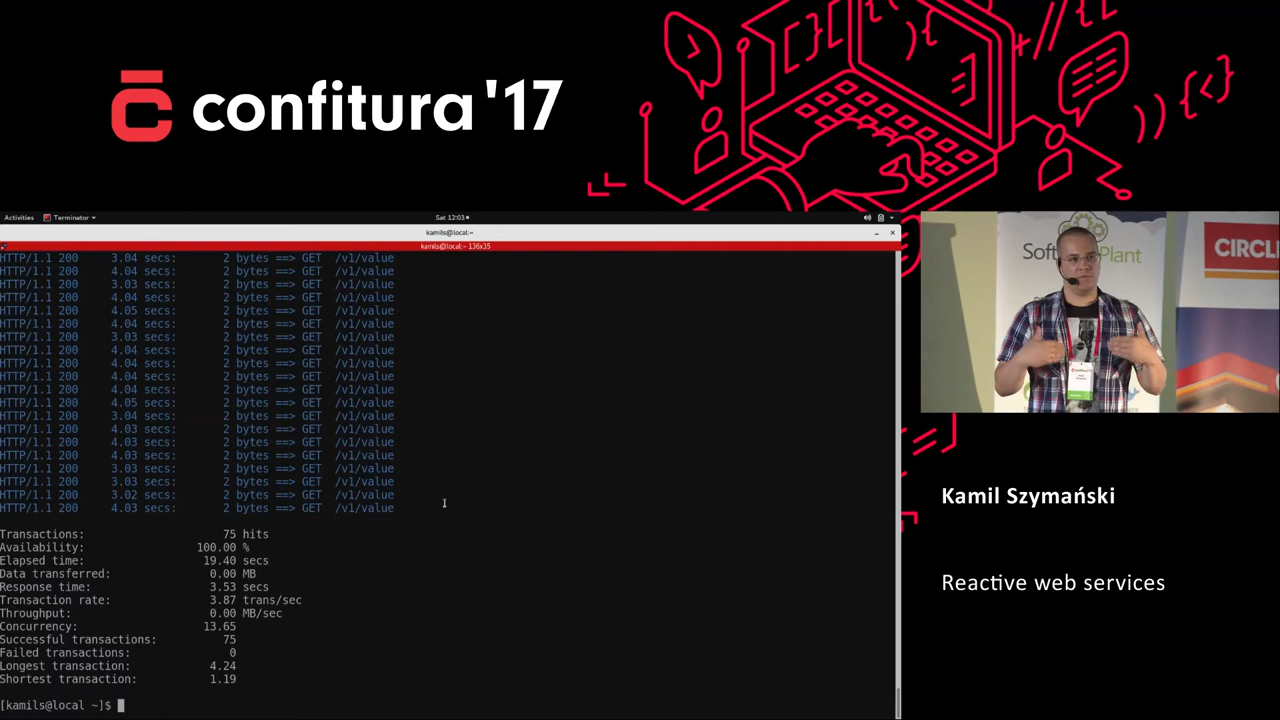 confitura '17
Activities Terminator Sat 12:03
kamils@local:~
kamils@local:~ 136x35
HTTP/1.1 200 3.04 secs: 2 bytes ==> GET /v1/value
HTTP/1.1 200 4.04 secs: 2 bytes ==> GET /v1/value
HTTP/1.1 200 3.03 secs: 2 bytes ==> GET /v1/value
HTTP/1.1 200 4.04 secs: 2 bytes ==> GET /v1/value
HTTP/1.1 200 4.05 secs: 2 bytes ==> GET /v1/value
HTTP/1.1 200 4.04 secs: 2 bytes ==> GET /v1/value
HTTP/1.1 200 3.03 secs: 2 bytes ==> GET /v1/value
HTTP/1.1 200 4.04 secs: 2 bytes ==> GET /v1/value
HTTP/1.1 200 4.04 secs: 2 bytes ==> GET /v1/value
HTTP/1.1 200 4.04 secs: 2 bytes ==> GET /v1/value
HTTP/1.1 200 4.04 secs: 2 bytes ==> GET /v1/value
HTTP/1.1 200 4.05 secs: 2 bytes ==> GET /v1/value
HTTP/1.1 200 3.04 secs: 2 bytes ==> GET /v1/value
HTTP/1.1 200 4.03 secs: 2 bytes ==> GET /v1/value
HTTP/1.1 200 4.03 secs: 2 bytes ==> GET /v1/value
HTTP/1.1 200 4.03 secs: 2 bytes ==> GET /v1/value
HTTP/1.1 200 3.03 secs: 2 bytes ==> GET /v1/value
HTTP/1.1 200 3.03 secs: 2 bytes ==> GET /v1/value
HTTP/1.1 200 3.02 secs: 2 bytes ==> GET /v1/value
HTTP/1.1 200 4.03 secs: 2 bytes ==> GET /v1/value
Transactions: 75 hits
Availability: 100.00 %
Elapsed time: 19.40 secs
Data transferred: 0.00 MB
Response time: 3.53 secs
Transaction rate: 3.87 trans/sec
Throughput: 0.00 MB/sec
Concurrency: 13.65
Successful transactions: 75
Failed transactions: 0
Longest transaction: 4.24
Shortest transaction: 1.19
[kamils@local ~]$
CIRCL
Kamil Szymański
Reactive web services